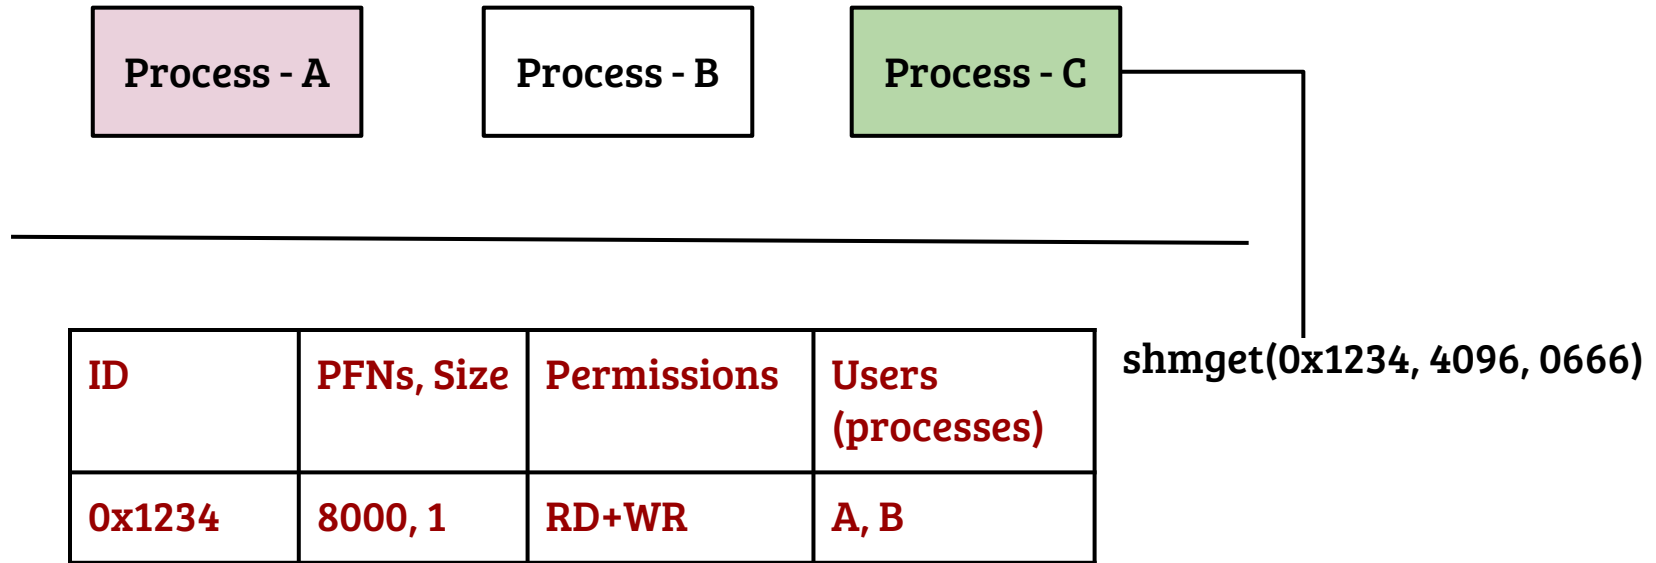 Process - A
Process - B
Process - C
shmget(0x1234, 4096, 0666)
ID
PFNs, Size
Permissions
Users
(processes)
0x1234
8000, 1
RD+WR
A, B